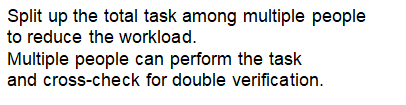 Split up the total task among multiple people
to reduce the workload.
Multiple people can perform the task
and cross-check for double verification.